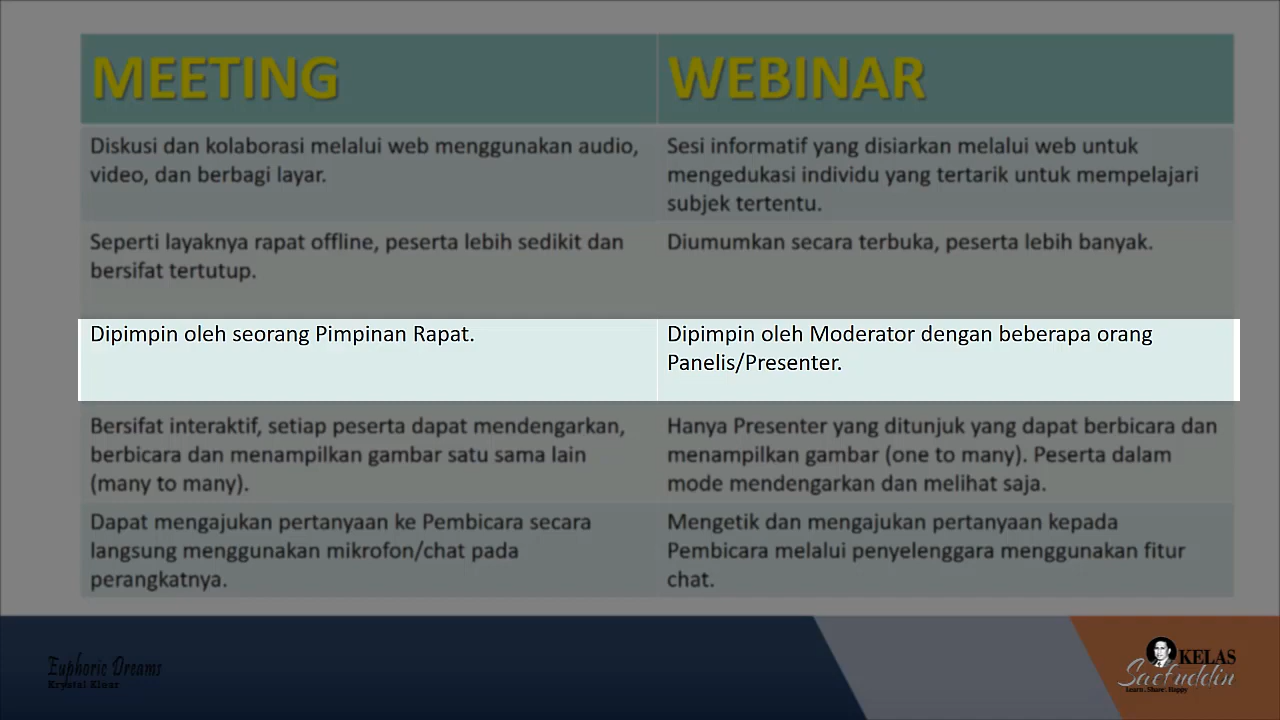 MEETING
WEBINAR
Diskusi dan kolaborasi melalui web menggunakan audio,
video, dan berbagi layar.
Sesi informatif yang disiarkan melalui web untuk
mengedukasi individu yang tertarik untuk mempelajari
subjek tertentu.
Seperti layaknya rapat offline, peserta lebih sedikit dan
bersifat tertutup.
Diumumkan secara terbuka, peserta lebih banyak.
Dipimpin oleh seorang Pimpinan Rapat.
Dipimpin oleh Moderator dengan beberapa orang
Panelis/Presenter.
Bersifat interaktif, setiap peserta dapat mendengarkan,
berbicara dan menampilkan gambar satu sama lain
(many to many).
Hanya Presenter yang ditunjuk yang dapat berbicara dan
menampilkan gambar (one to many). Peserta dalam
mode mendengarkan dan melihat saja.
Dapat mengajukan pertanyaan ke Pembicara secara
langsung menggunakan mikrofon/chat pada
perangkatnya.
Mengetik dan mengajukan pertanyaan kepada
Pembicara melalui penyelenggara menggunakan fitur
chat.
Euphoric Dreams
Krystal Klear
KELAS
Saefuddin
Learn. Share. Happy